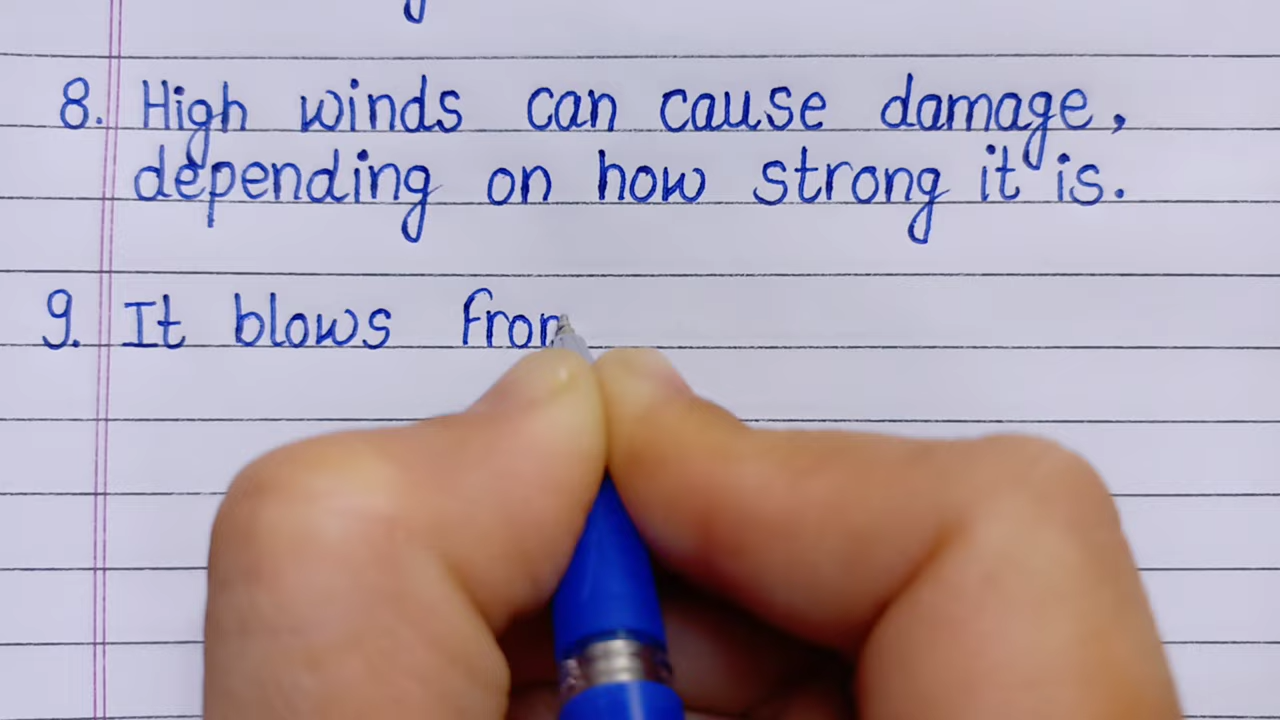 8. High winds can cause damage,
depending on how strong it is.
9. It blows